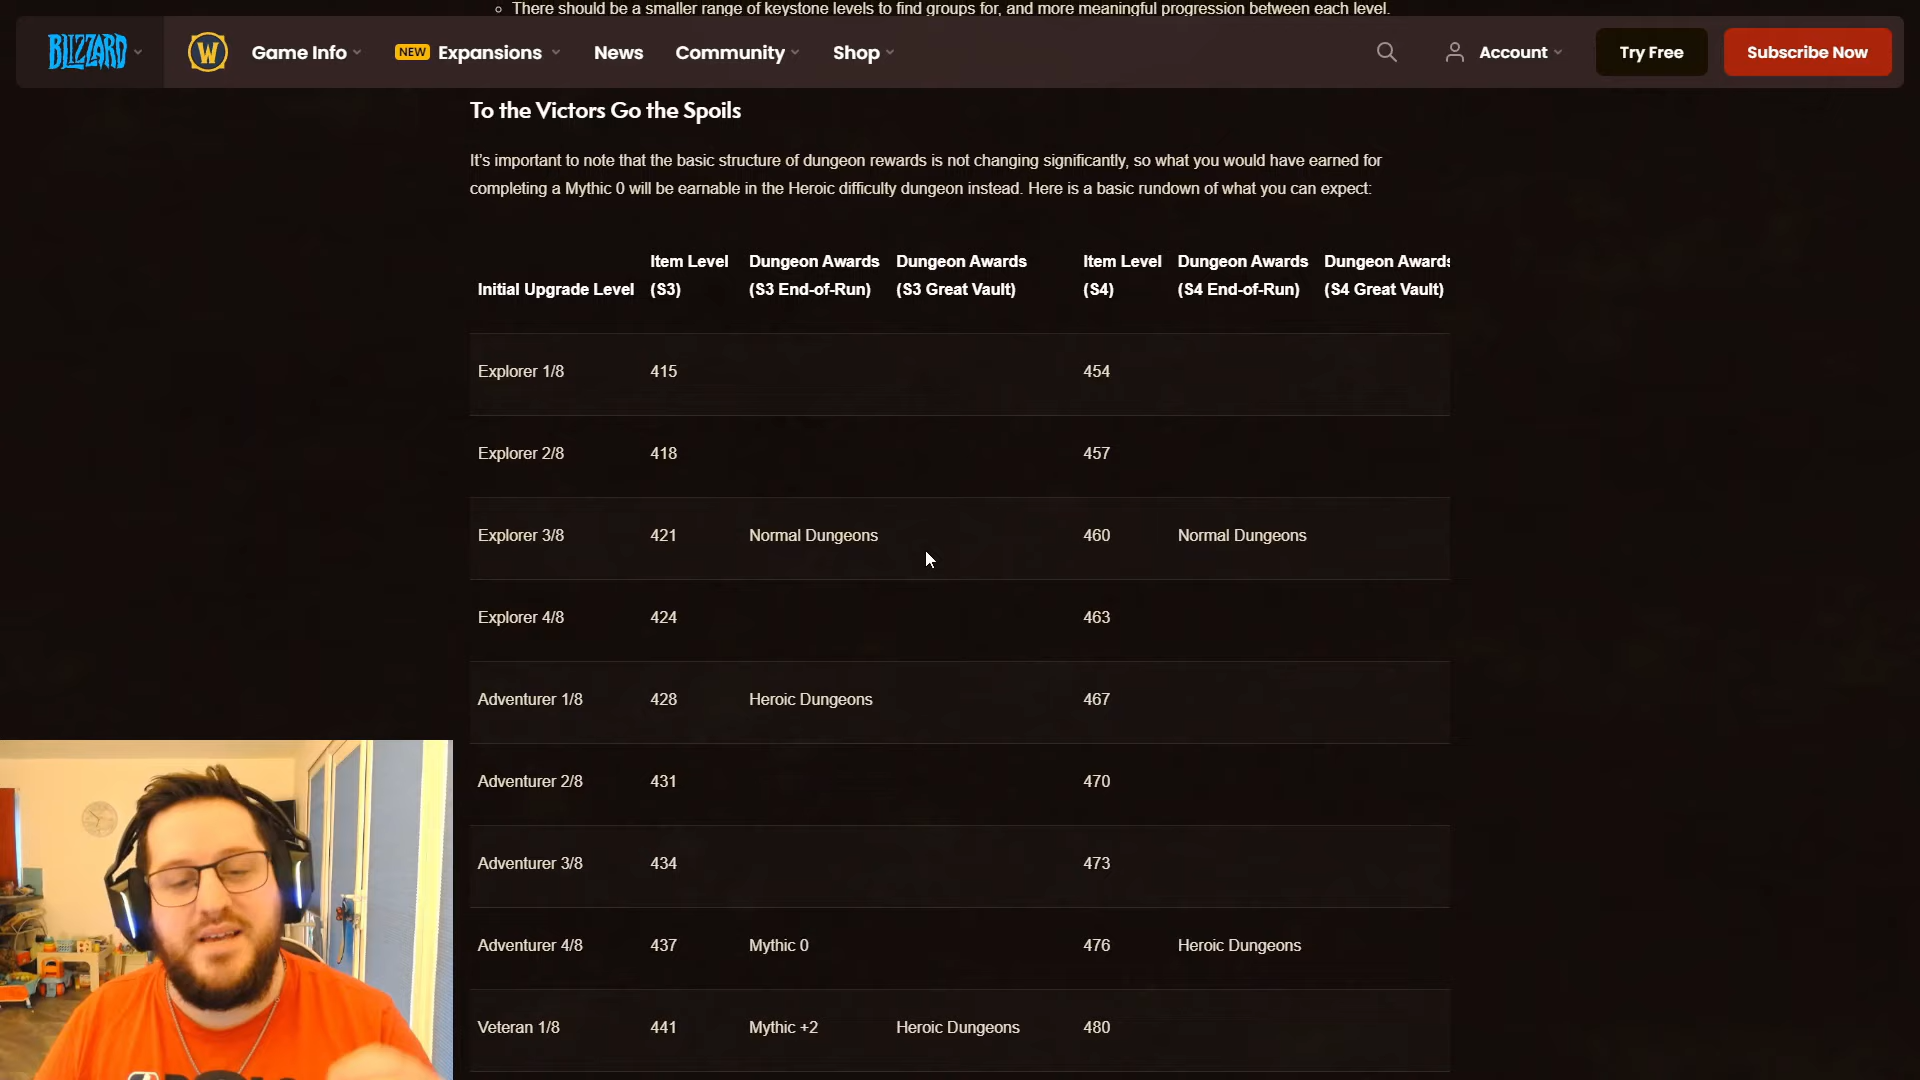 There should be a smaller range of keystone levels to find groups for, and more meaningful progression between each level.
BLIZZARD
W
Game Info
NEW Expansions
News
Community
Shop
Account
Try Free
Subscribe Now
To the Victors Go the Spoils
It's important to note that the basic structure of dungeon rewards is not changing significantly, so what you would have earned for
completing a Mythic 0 will be earnable in the Heroic difficulty dungeon instead. Here is a basic rundown of what you can expect:
Initial Upgrade Level Item Level (S3) Dungeon Awards (S3 End-of-Run) Dungeon Awards (S3 Great Vault) Item Level (S4) Dungeon Awards (S4 End-of-Run) Dungeon Awards (S4 Great Vault)
Explorer 1/8 415 454
Explorer 2/8 418 457
Explorer 3/8 421 Normal Dungeons 460 Normal Dungeons
Explorer 4/8 424 463
Adventurer 1/8 428 Heroic Dungeons 467
Adventurer 2/8 431 470
Adventurer 3/8 434 473
Adventurer 4/8 437 Mythic 0 476 Heroic Dungeons
Veteran 1/8 441 Mythic +2 Heroic Dungeons 480